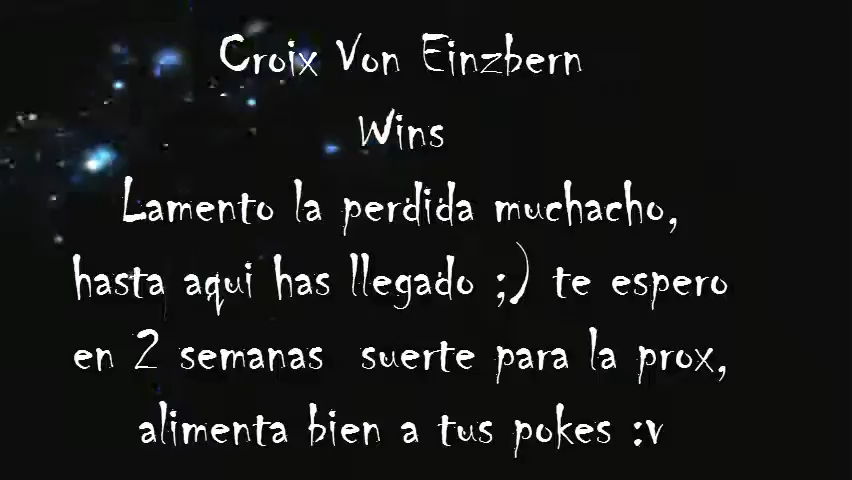 Croix Von Einzbern
Wins
Lamento la perdida muchacho,
hasta aqui has llegado ;) te espero
en 2 semanas suerte para la prox,
alimenta bien a tus pokes :v